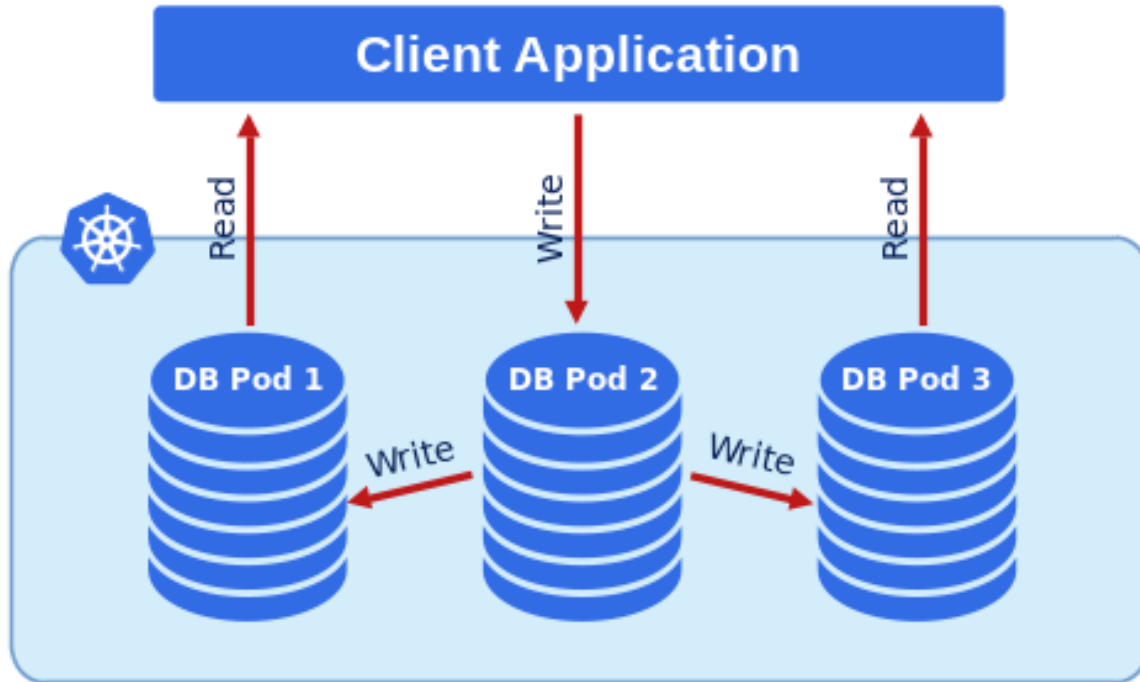 Client Application
Read
Write
Read
DB Pod 1
DB Pod 2
DB Pod 3
Write
Write